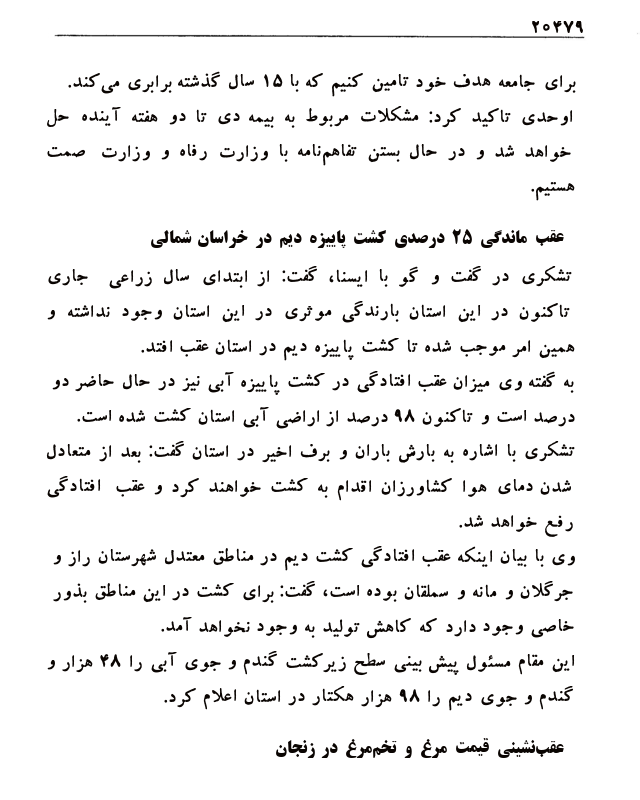 ۲۰۴۷۹
برای جامعه هدف خود تامین کنیم که با ۱۵ سال گذشته برابری می‌کند.
اوحدی تاکید کرد: مشکلات مربوط به بیمه دی تا دو هفته آینده حل
خواهد شد و در حال بستن تفاهم‌نامه با وزارت رفاه و وزارت صمت
هستیم.
عقب ماندگی ۲۵ درصدی کشت پاییزه دیم در خراسان شمالی
تشکری در گفت و گو با ایسنا، گفت: از ابتدای سال زراعی جاری
تاکنون در این استان بارندگی موثری در این استان وجود نداشته و
همین امر موجب شده تا کشت پاییزه دیم در استان عقب افتد.
به گفته وی میزان عقب افتادگی در کشت پاییزه آبی نیز در حال حاضر دو
درصد است و تاکنون ۹۸ درصد از اراضی آبی استان کشت شده است.
تشکری با اشاره به بارش باران و برف اخیر در استان گفت: بعد از متعادل
شدن دمای هوا کشاورزان اقدام به کشت خواهند کرد و عقب افتادگی
رفع خواهد شد.
وی با بیان اینکه عقب افتادگی کشت دیم در مناطق معتدل شهرستان راز و
جرگلان و مانه و سملقان بوده است، گفت: برای کشت در این مناطق بذور
خاصی وجود دارد که کاهش تولید به وجود نخواهد آمد.
این مقام مسئول پیش بینی سطح زیرکشت گندم و جوی آبی را ۴۸ هزار و
گندم و جوی دیم را ۹۸ هزار هکتار در استان اعلام کرد.
عقب‌نشینی قیمت مرغ و تخم‌مرغ در زنجان